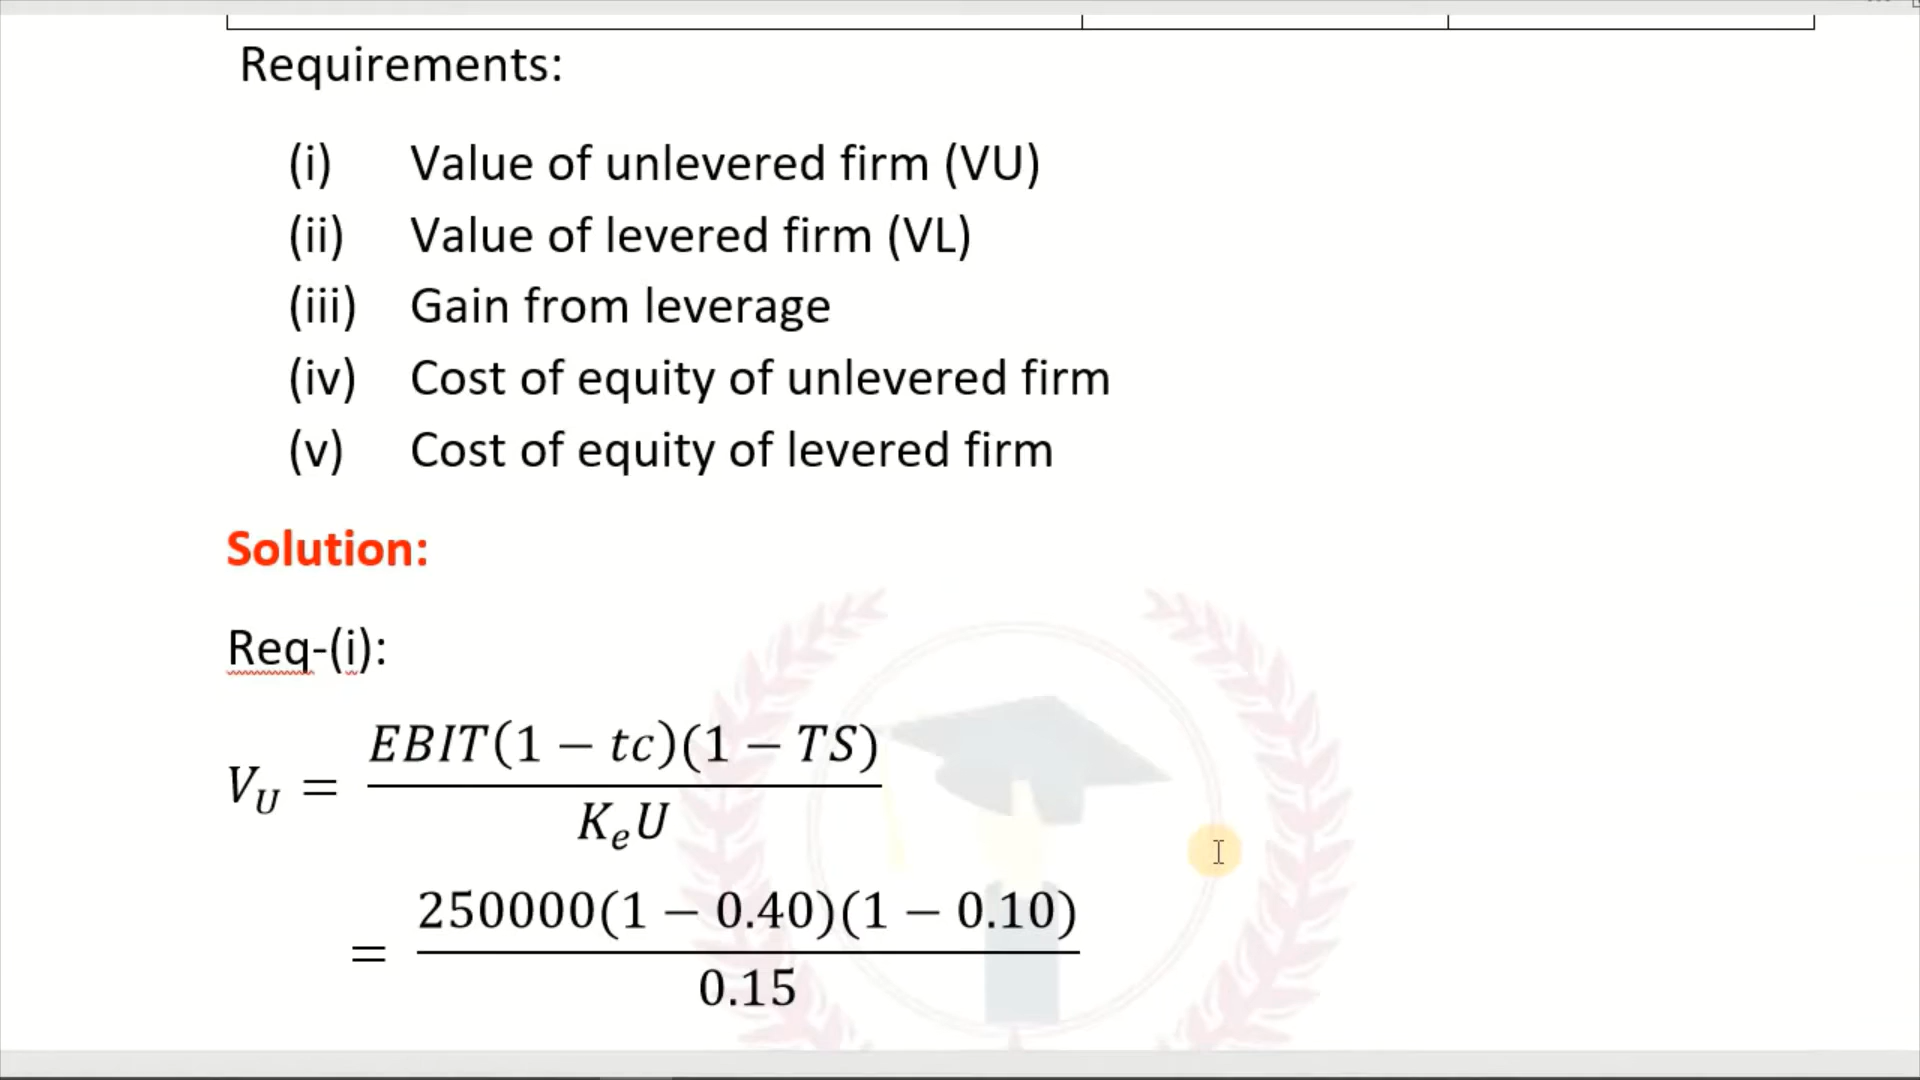 Requirements:
(i) Value of unlevered firm (VU)
(ii) Value of levered firm (VL)
(iii) Gain from leverage
(iv) Cost of equity of unlevered firm
(v) Cost of equity of levered firm
Solution:
Req-(i):
V_U = \frac{EBIT(1 − tc)(1 − TS)}{K_eU}
= \frac{250000(1 − 0.40)(1 − 0.10)}{0.15}